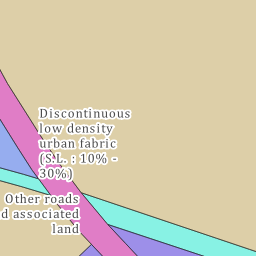 Discontinuous
low density
urban fabric
(S.L. : 10% -
30%)
Other roads
d associated
land